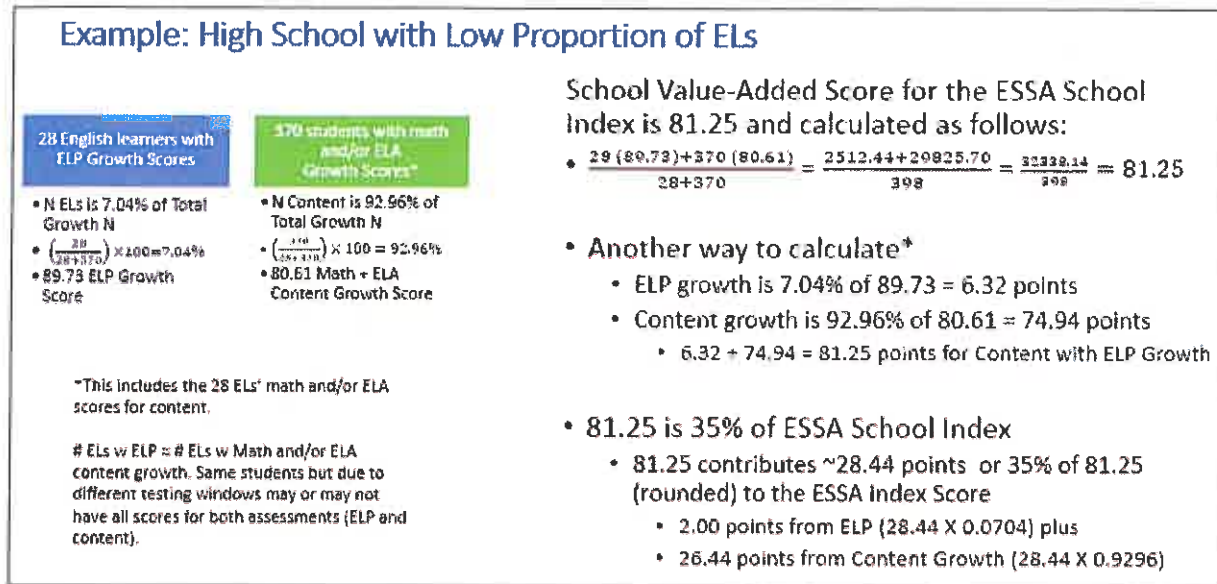 Example: High School with Low Proportion of ELs
28 English learners with
ELP Growth Scores
370 students with math
and/or ELA
Growth Scores*
• N ELs is 7.04% of Total
Growth N
• (28/(28+370)) ×100=7.04%
• 89.73 ELP Growth
Score
• N Content is 92.96% of
Total Growth N
• (370/(28+370)) × 100 = 92.96%
• 80.61 Math + ELA
Content Growth Score
*This includes the 28 ELs' math and/or ELA
scores for content.
# ELs w ELP ≈ # ELs w Math and/or ELA
content growth. Same students but due to
different testing windows may or may not
have all scores for both assessments (ELP and
content).
School Value-Added Score for the ESSA School
Index is 81.25 and calculated as follows:
• (28 (89.73)+370 (80.61))/(28+370) = (2512.44+29825.70)/398 = 32338.14/398 = 81.25
• Another way to calculate*
• ELP growth is 7.04% of 89.73 = 6.32 points
• Content growth is 92.96% of 80.61 = 74.94 points
• 6.32 + 74.94 = 81.25 points for Content with ELP Growth
• 81.25 is 35% of ESSA School Index
• 81.25 contributes ~28.44 points or 35% of 81.25
(rounded) to the ESSA Index Score
• 2.00 points from ELP (28.44 X 0.0704) plus
• 26.44 points from Content Growth (28.44 X 0.9296)